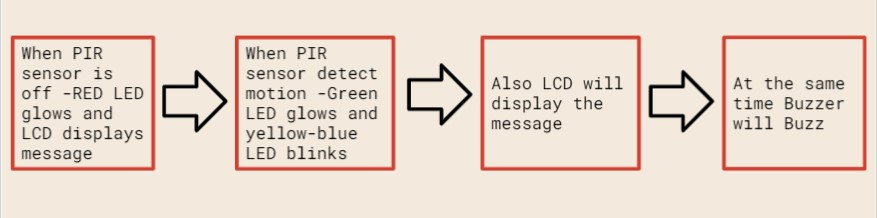 When PIR
sensor is
off -RED LED
glows and
LCD displays
message
When PIR
sensor detect
motion -Green
LED glows and
yellow-blue
LED blinks
Also LCD will
display the
message
At the same
time Buzzer
will Buzz